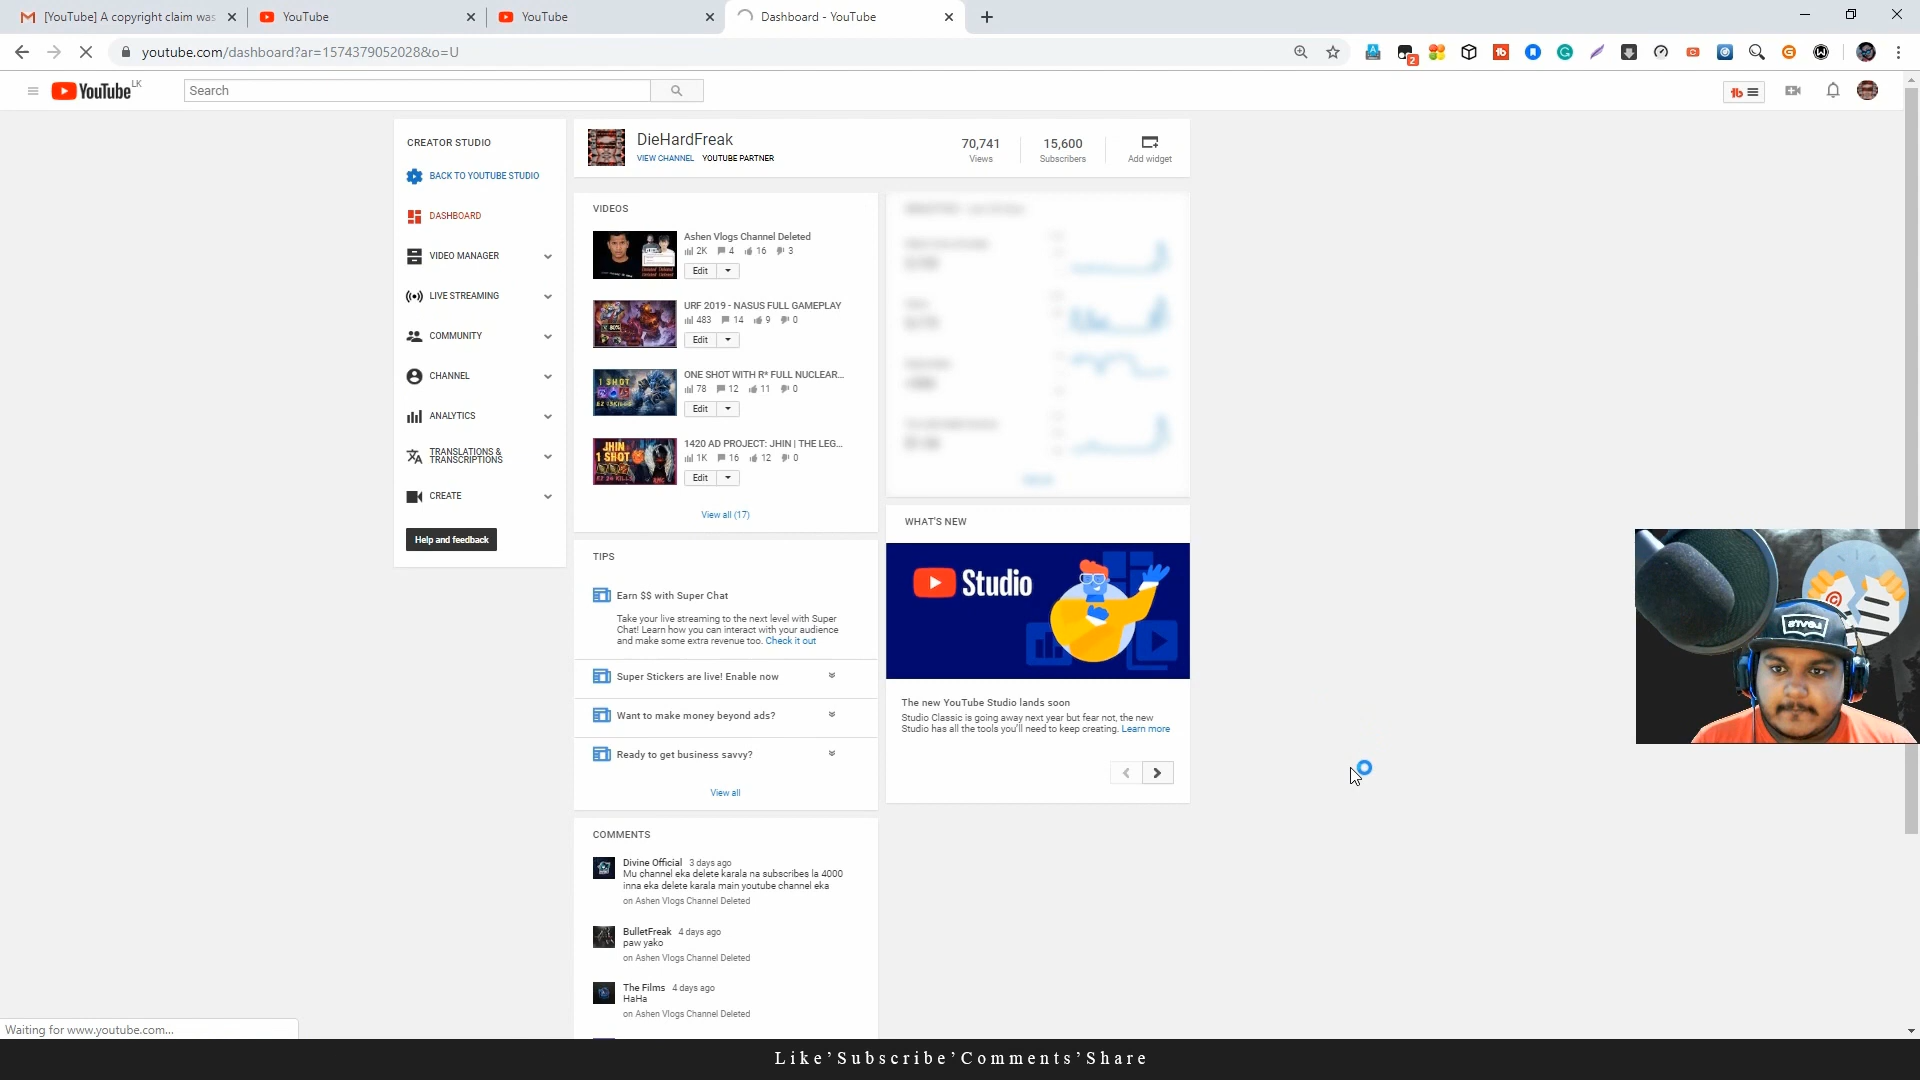 [YouTube] A copyright claim was
YouTube
YouTube
Dashboard - YouTube
youtube.com/dashboard?ar=1574379052028&o=U
2
YouTube LK
Search
CREATOR STUDIO
BACK TO YOUTUBE STUDIO
DASHBOARD
VIDEO MANAGER
LIVE STREAMING
COMMUNITY
CHANNEL
ANALYTICS
TRANSLATIONS &
TRANSCRIPTIONS
CREATE
Help and feedback
DieHardFreak
VIEW CHANNEL YOUTUBE PARTNER
70,741
Views
15,600
Subscribers
Add widget
VIDEOS
Ashen Vlogs Channel Deleted
2K 4 16 3
Edit
URF 2019 - NASUS FULL GAMEPLAY
483 14 9 0
Edit
1 SHOT
ONE SHOT WITH R* FULL NUCLEAR...
78 12 11 0
Edit
JHIN
1 SHOT
1420 AD PROJECT: JHIN | THE LEG...
1K 16 12 0
Edit
View all (17)
TIPS
Earn $$ with Super Chat
Take your live streaming to the next level with Super
Chat! Learn how you can interact with your audience
and make some extra revenue too. Check it out
Super Stickers are live! Enable now
Want to make money beyond ads?
Ready to get business savvy?
View all
COMMENTS
Divine Official 3 days ago
Mu channel eka delete karala na subscribes la 4000
inna eka delete karala main youtube channel eka
on Ashen Vlogs Channel Deleted
BulletFreak 4 days ago
paw yako
on Ashen Vlogs Channel Deleted
The Films 4 days ago
HaHa
on Ashen Vlogs Channel Deleted
WHAT'S NEW
Studio
The new YouTube Studio lands soon
Studio Classic is going away next year but fear not, the new
Studio has all the tools you'll need to keep creating. Learn more
Waiting for www.youtube.com...
Like'Subscribe'Comments'Share